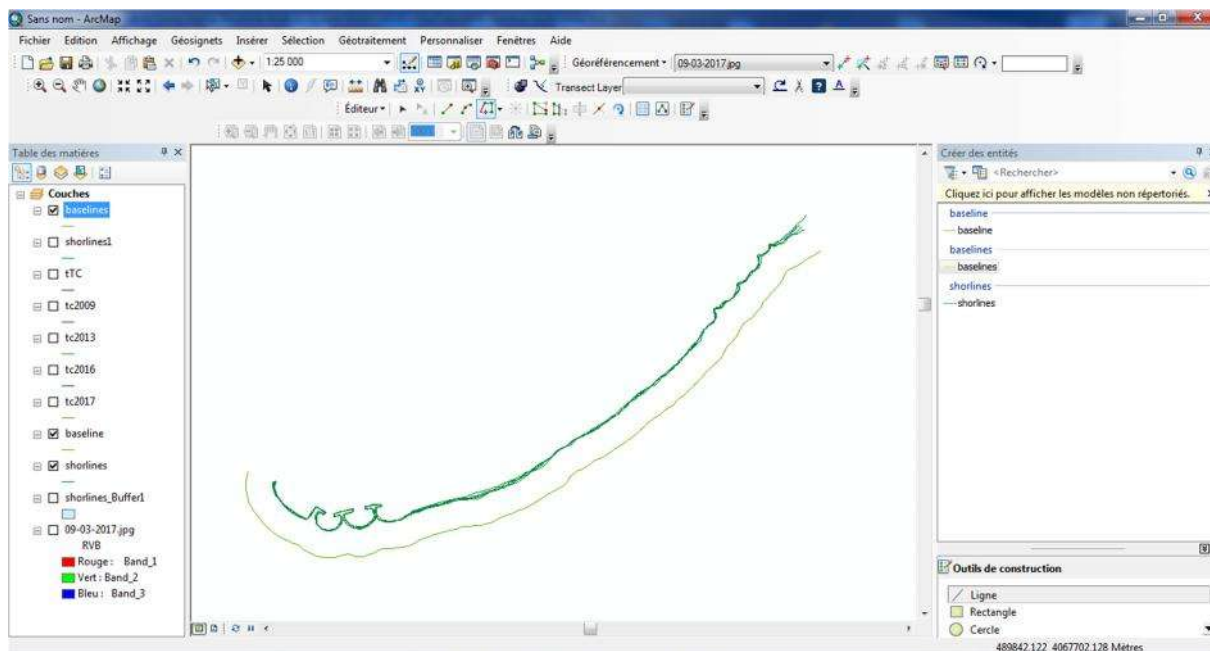 Sans nom - ArcMap
Fichier Edition Affichage Géosignets Insérer Sélection Géotraitement Personnaliser Fenêtres Aide
1:25 000
Géoréférencement
09-03-2017.jpg
Transect Layer
Éditeur
Table des matières
Créer des entités
<Rechercher>
Cliquez ici pour afficher les modèles non répertoriés.
Couches
baselines
shorlines1
tTC
tc2009
tc2013
tc2016
tc2017
baseline
shorlines
shorlines_Buffer1
09-03-2017.jpg
RVB
Rouge : Band_1
Vert : Band_2
Bleu : Band_3
baseline
baseline
baselines
baselines
shorlines
shorlines
Outils de construction
Ligne
Rectangle
Cercle
489842,122 4067702,128 Mètres